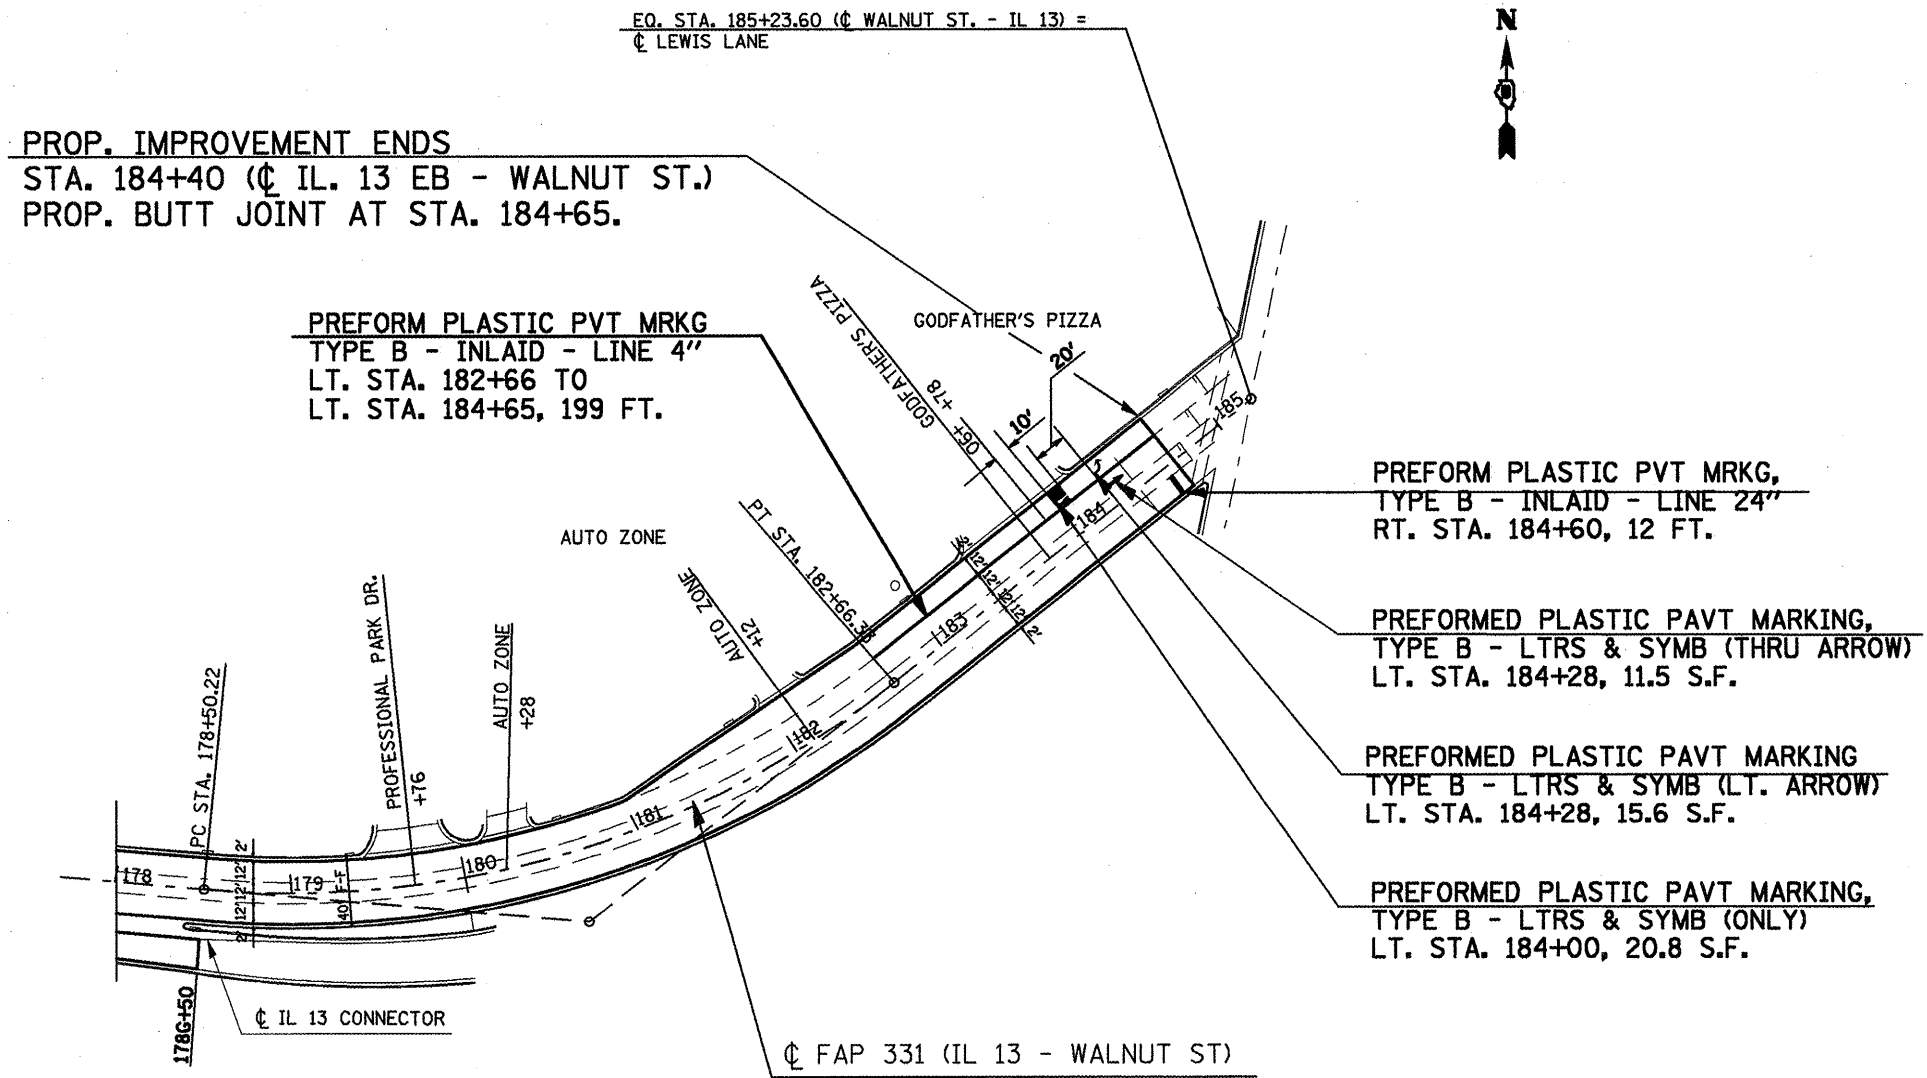 EQ. STA. 185+23.60 (℄ WALNUT ST. - IL 13) =
℄ LEWIS LANE
N
PROP. IMPROVEMENT ENDS
STA. 184+40 (℄ IL. 13 EB - WALNUT ST.)
PROP. BUTT JOINT AT STA. 184+65.
PREFORM PLASTIC PVT MRKG
TYPE B - INLAID - LINE 4"
LT. STA. 182+66 TO
LT. STA. 184+65, 199 FT.
GODFATHER'S PIZZA
GODFATHER'S PIZZA
+78
+90
10'
20'
185
184
183
182
181
180
179
178
PREFORM PLASTIC PVT MRKG,
TYPE B - INLAID - LINE 24"
RT. STA. 184+60, 12 FT.
PREFORMED PLASTIC PAVT MARKING,
TYPE B - LTRS & SYMB (THRU ARROW)
LT. STA. 184+28, 11.5 S.F.
PREFORMED PLASTIC PAVT MARKING
TYPE B - LTRS & SYMB (LT. ARROW)
LT. STA. 184+28, 15.6 S.F.
PREFORMED PLASTIC PAVT MARKING,
TYPE B - LTRS & SYMB (ONLY)
LT. STA. 184+00, 20.8 S.F.
AUTO ZONE
PT STA. 182+66.
AUTO ZONE
+12
12' 12' 12' 12' 2'
AUTO ZONE
+28
PROFESSIONAL PARK DR.
+76
PC STA. 178+50.22
2' 12' 12' 12' 2'
40' F-F
178G+50
℄ IL 13 CONNECTOR
℄ FAP 331 (IL 13 - WALNUT ST)